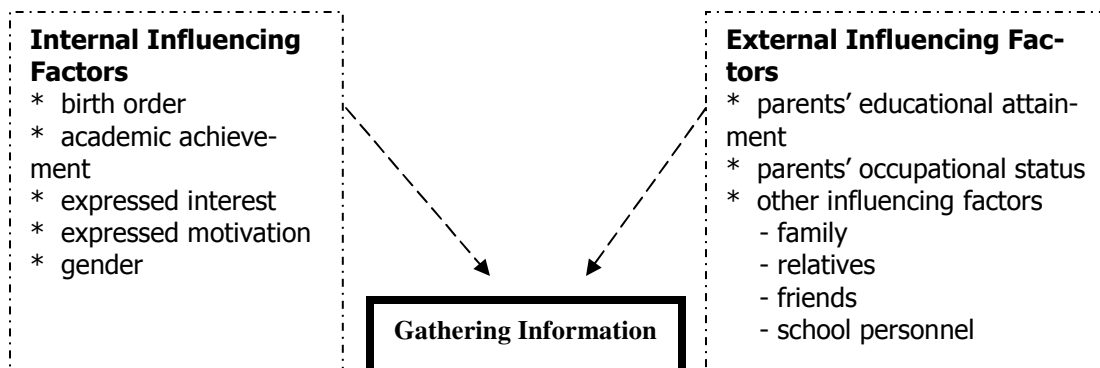 Internal Influencing
Factors
* birth order
* academic achieve-
ment
* expressed interest
* expressed motivation
* gender
External Influencing Fac-
tors
* parents' educational attain-
ment
* parents' occupational status
* other influencing factors
- family
- relatives
- friends
- school personnel
Gathering Information